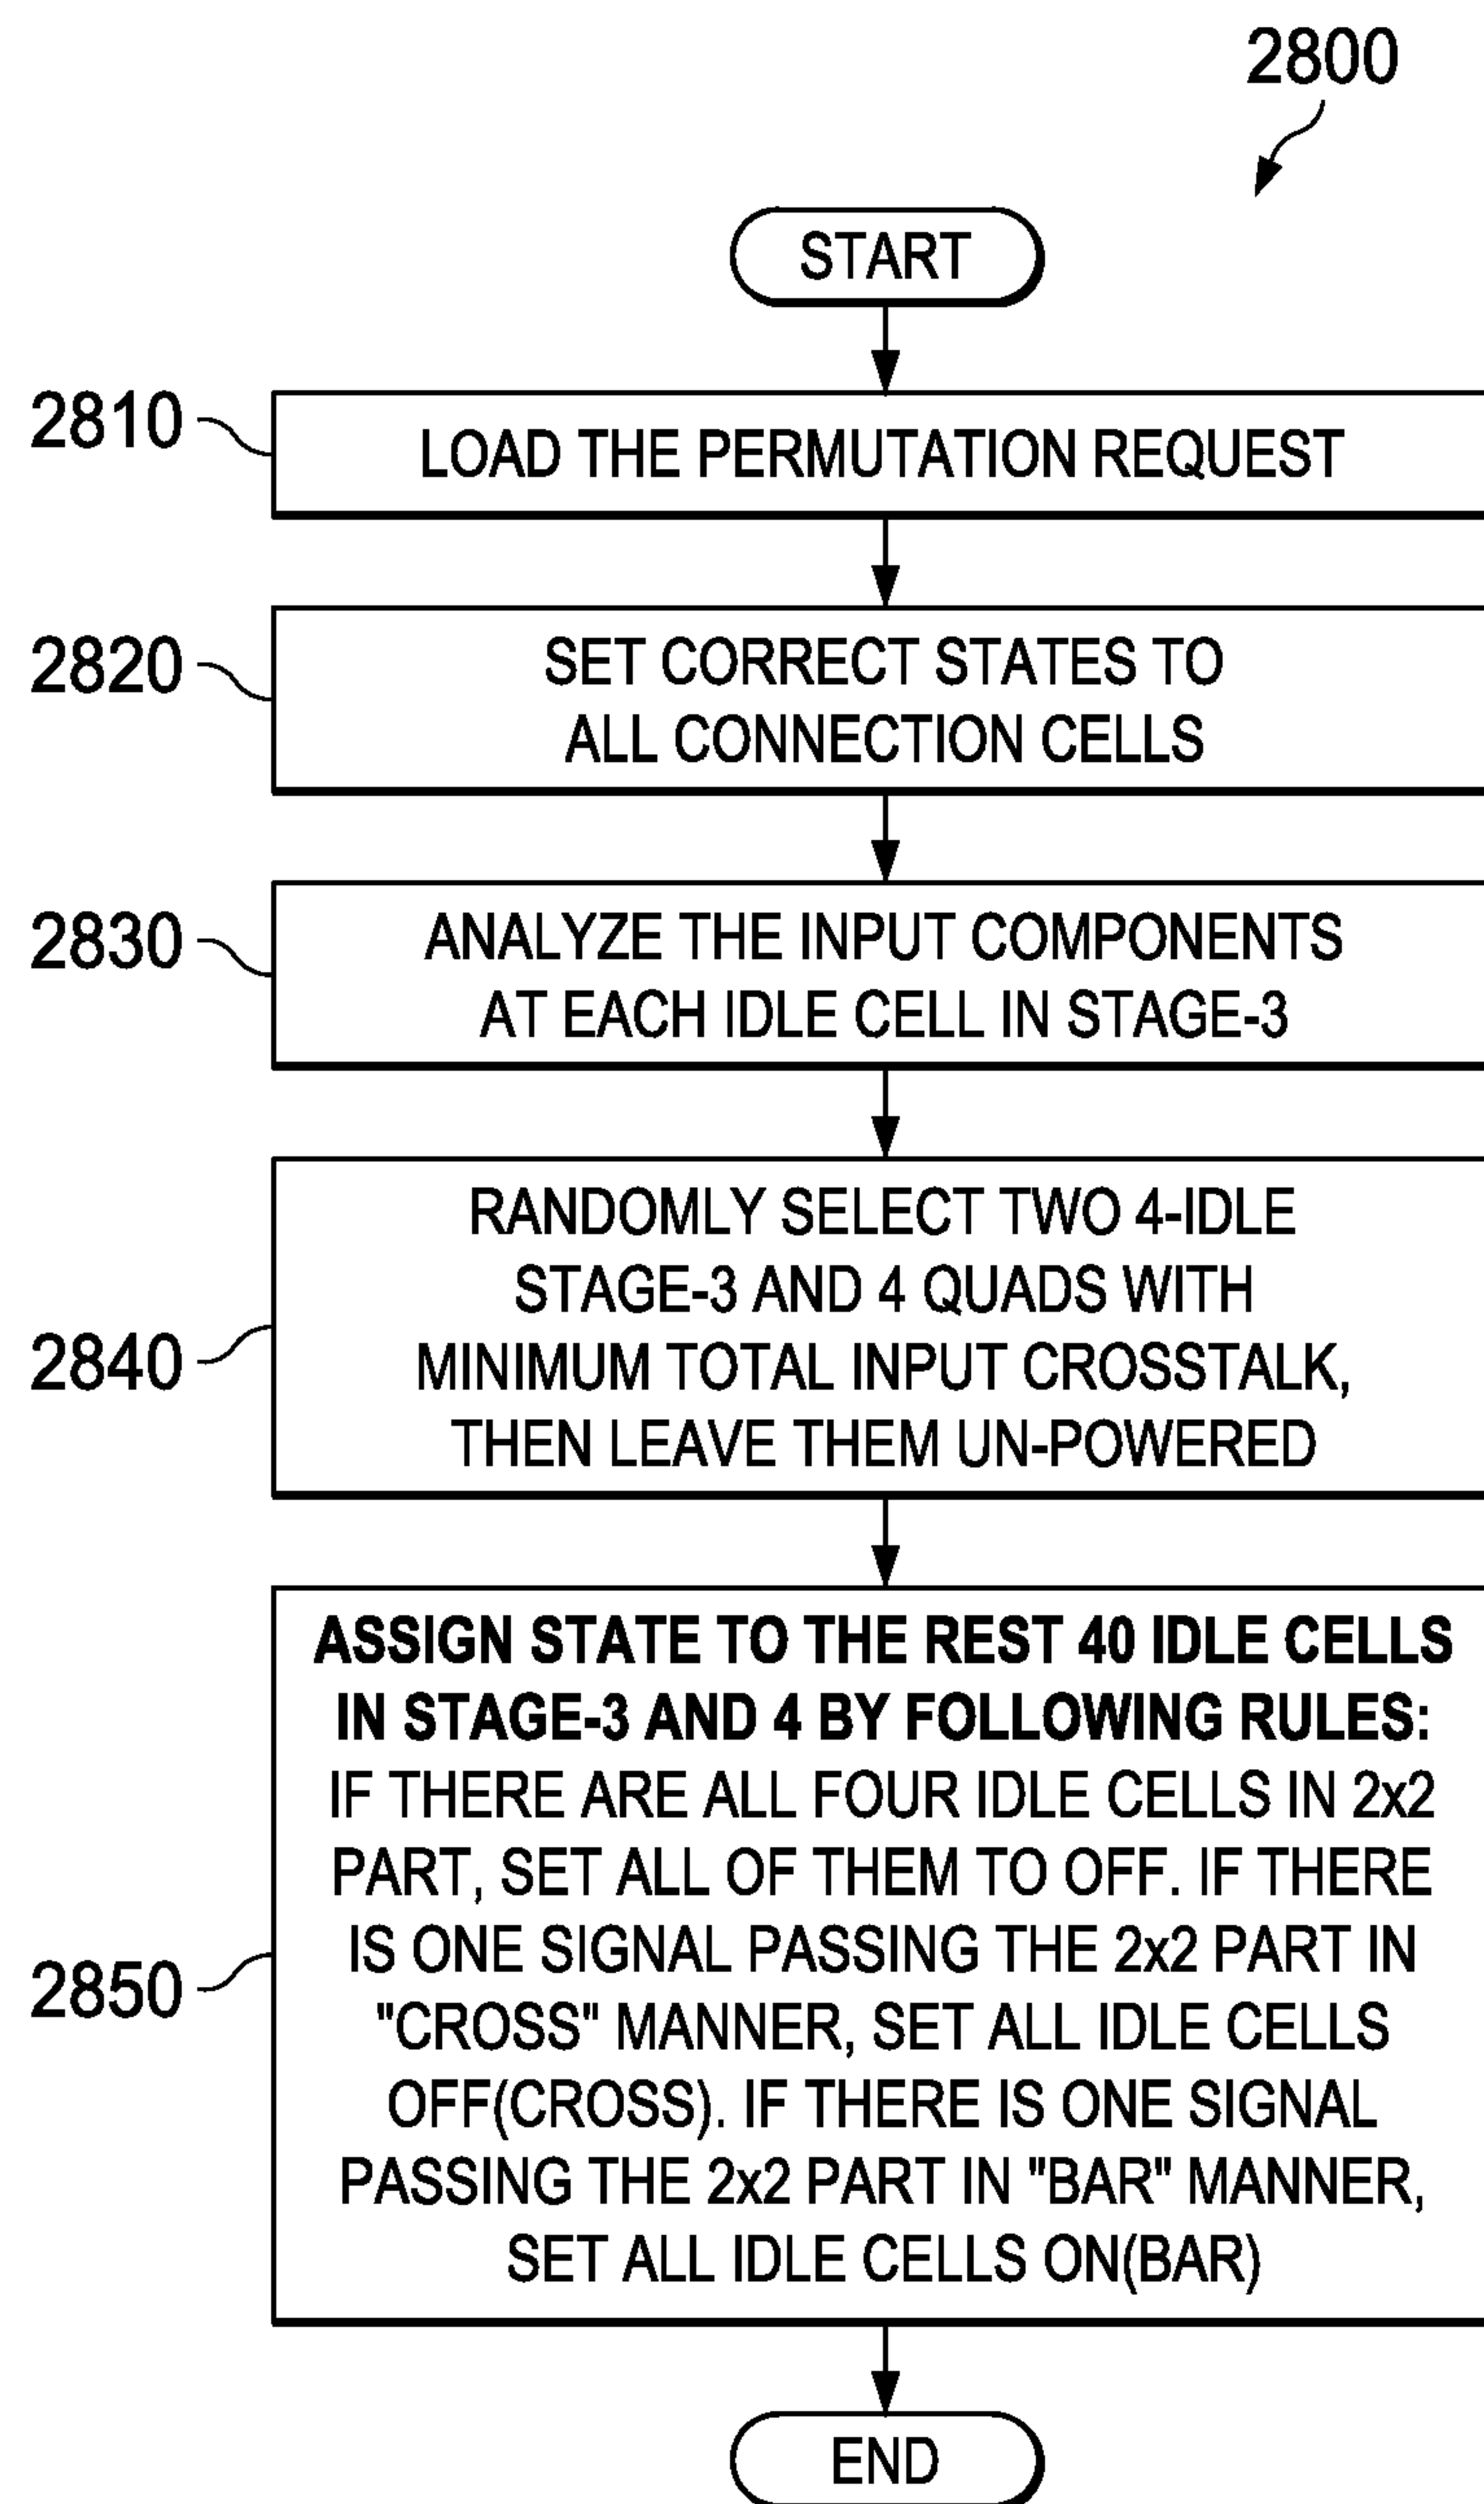 2800
START
2810
LOAD THE PERMUTATION REQUEST
2820
SET CORRECT STATES TO
ALL CONNECTION CELLS
2830
ANALYZE THE INPUT COMPONENTS
AT EACH IDLE CELL IN STAGE-3
2840
RANDOMLY SELECT TWO 4-IDLE
STAGE-3 AND 4 QUADS WITH
MINIMUM TOTAL INPUT CROSSTALK,
THEN LEAVE THEM UN-POWERED
2850
ASSIGN STATE TO THE REST 40 IDLE CELLS
IN STAGE-3 AND 4 BY FOLLOWING RULES:
IF THERE ARE ALL FOUR IDLE CELLS IN 2x2
PART, SET ALL OF THEM TO OFF. IF THERE
IS ONE SIGNAL PASSING THE 2x2 PART IN
"CROSS" MANNER, SET ALL IDLE CELLS
OFF(CROSS). IF THERE IS ONE SIGNAL
PASSING THE 2x2 PART IN "BAR" MANNER,
SET ALL IDLE CELLS ON(BAR)
END